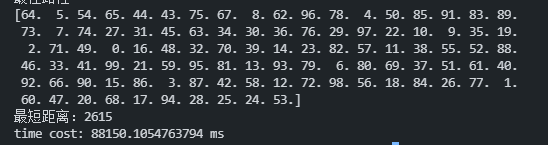 [64.  5. 54. 65. 44. 43. 75. 67.  8. 62. 96. 78.  4. 50. 85. 91. 83. 89.
73.  7. 74. 27. 31. 45. 63. 34. 30. 36. 76. 29. 97. 22. 10.  9. 35. 19.
2. 71. 49.  0. 16. 48. 32. 70. 39. 14. 23. 82. 57. 11. 38. 55. 52. 88.
46. 33. 41. 99. 21. 59. 95. 81. 13. 93. 79.  6. 80. 69. 37. 51. 61. 40.
92. 66. 90. 15. 86.  3. 87. 42. 58. 12. 72. 98. 56. 18. 84. 26. 77.  1.
60. 47. 20. 68. 17. 94. 28. 25. 24. 53.]
最短距离：2615
time cost: 88150.1054763794 ms